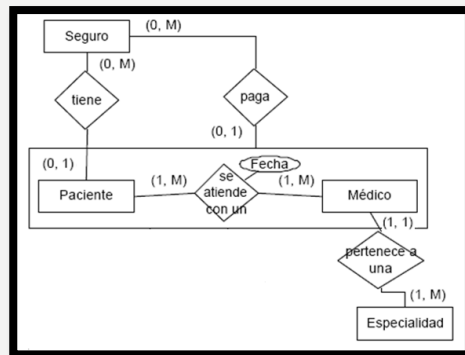 Seguro
(0, M)
(0, M)
tiene
paga
(0, 1)
(0, 1)
Fecha
Paciente
(1, M)
se
atiende
con un
(1, M)
Médico
(1, 1)
pertenece a
una
(1, M)
Especialidad